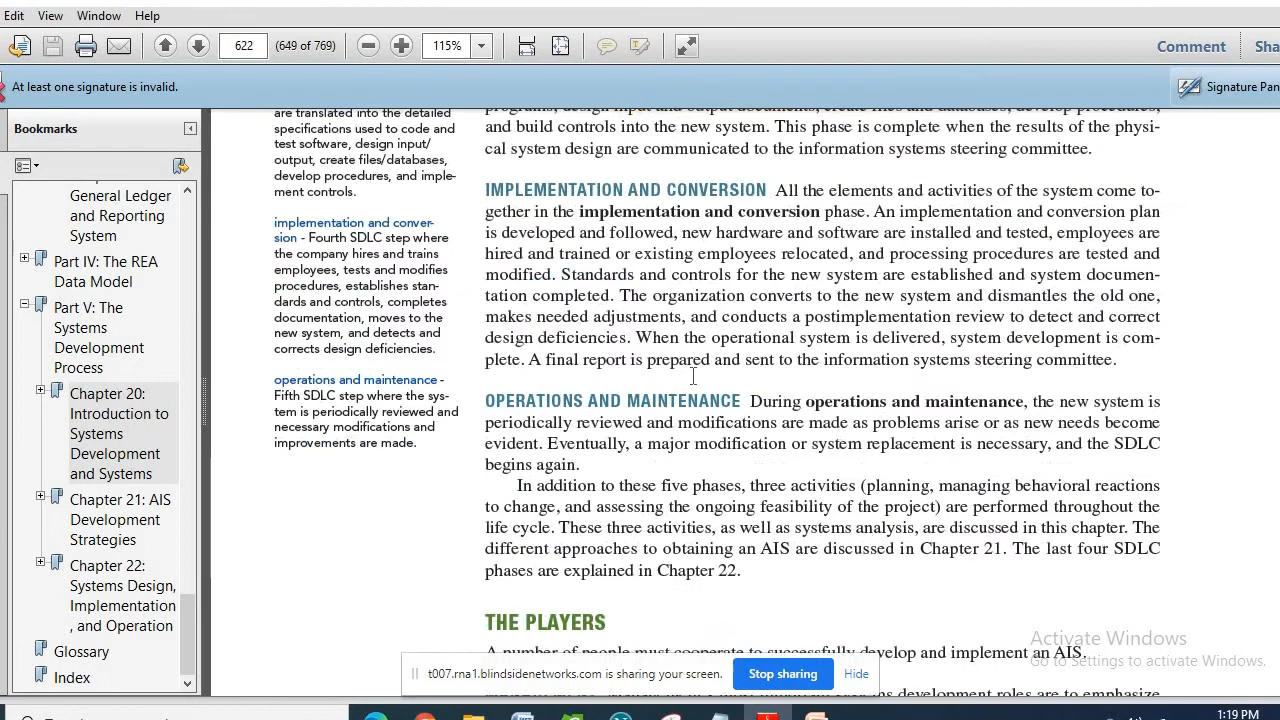 Edit View Window Help
622 (649 of 769) 115% Comment Sha
At least one signature is invalid. Signature Pan
Bookmarks
General Ledger
and Reporting
System
Part IV: The REA
Data Model
Part V: The
Systems
Development
Process
Chapter 20:
Introduction to
Systems
Development
and Systems
Chapter 21: AIS
Development
Strategies
Chapter 22:
Systems Design,
Implementation
, and Operation
Glossary
Index
are translated into the detailed
specifications used to code and
test software, design input/
output, create files/databases,
develop procedures, and imple-
ment controls.
implementation and conver-
sion - Fourth SDLC step where
the company hires and trains
employees, tests and modifies
procedures, establishes stan-
dards and controls, completes
documentation, moves to the
new system, and detects and
corrects design deficiencies.
operations and maintenance -
Fifth SDLC step where the sys-
tem is periodically reviewed and
necessary modifications and
improvements are made.
programs, design input and output documents, create files and databases, develop procedures,
and build controls into the new system. This phase is complete when the results of the physi-
cal system design are communicated to the information systems steering committee.
IMPLEMENTATION AND CONVERSION All the elements and activities of the system come to-
gether in the implementation and conversion phase. An implementation and conversion plan
is developed and followed, new hardware and software are installed and tested, employees are
hired and trained or existing employees relocated, and processing procedures are tested and
modified. Standards and controls for the new system are established and system documen-
tation completed. The organization converts to the new system and dismantles the old one,
makes needed adjustments, and conducts a postimplementation review to detect and correct
design deficiencies. When the operational system is delivered, system development is com-
plete. A final report is prepared and sent to the information systems steering committee.
OPERATIONS AND MAINTENANCE During operations and maintenance, the new system is
periodically reviewed and modifications are made as problems arise or as new needs become
evident. Eventually, a major modification or system replacement is necessary, and the SDLC
begins again.
In addition to these five phases, three activities (planning, managing behavioral reactions
to change, and assessing the ongoing feasibility of the project) are performed throughout the
life cycle. These three activities, as well as systems analysis, are discussed in this chapter. The
different approaches to obtaining an AIS are discussed in Chapter 21. The last four SDLC
phases are explained in Chapter 22.
THE PLAYERS
A number of people must cooperate to successfully develop and implement an AIS.
development roles are to emphasize
Activate Windows
Go to Settings to activate Windows.
t007.rna1.blindsidenetworks.com is sharing your screen. Stop sharing Hide
1:19 PM